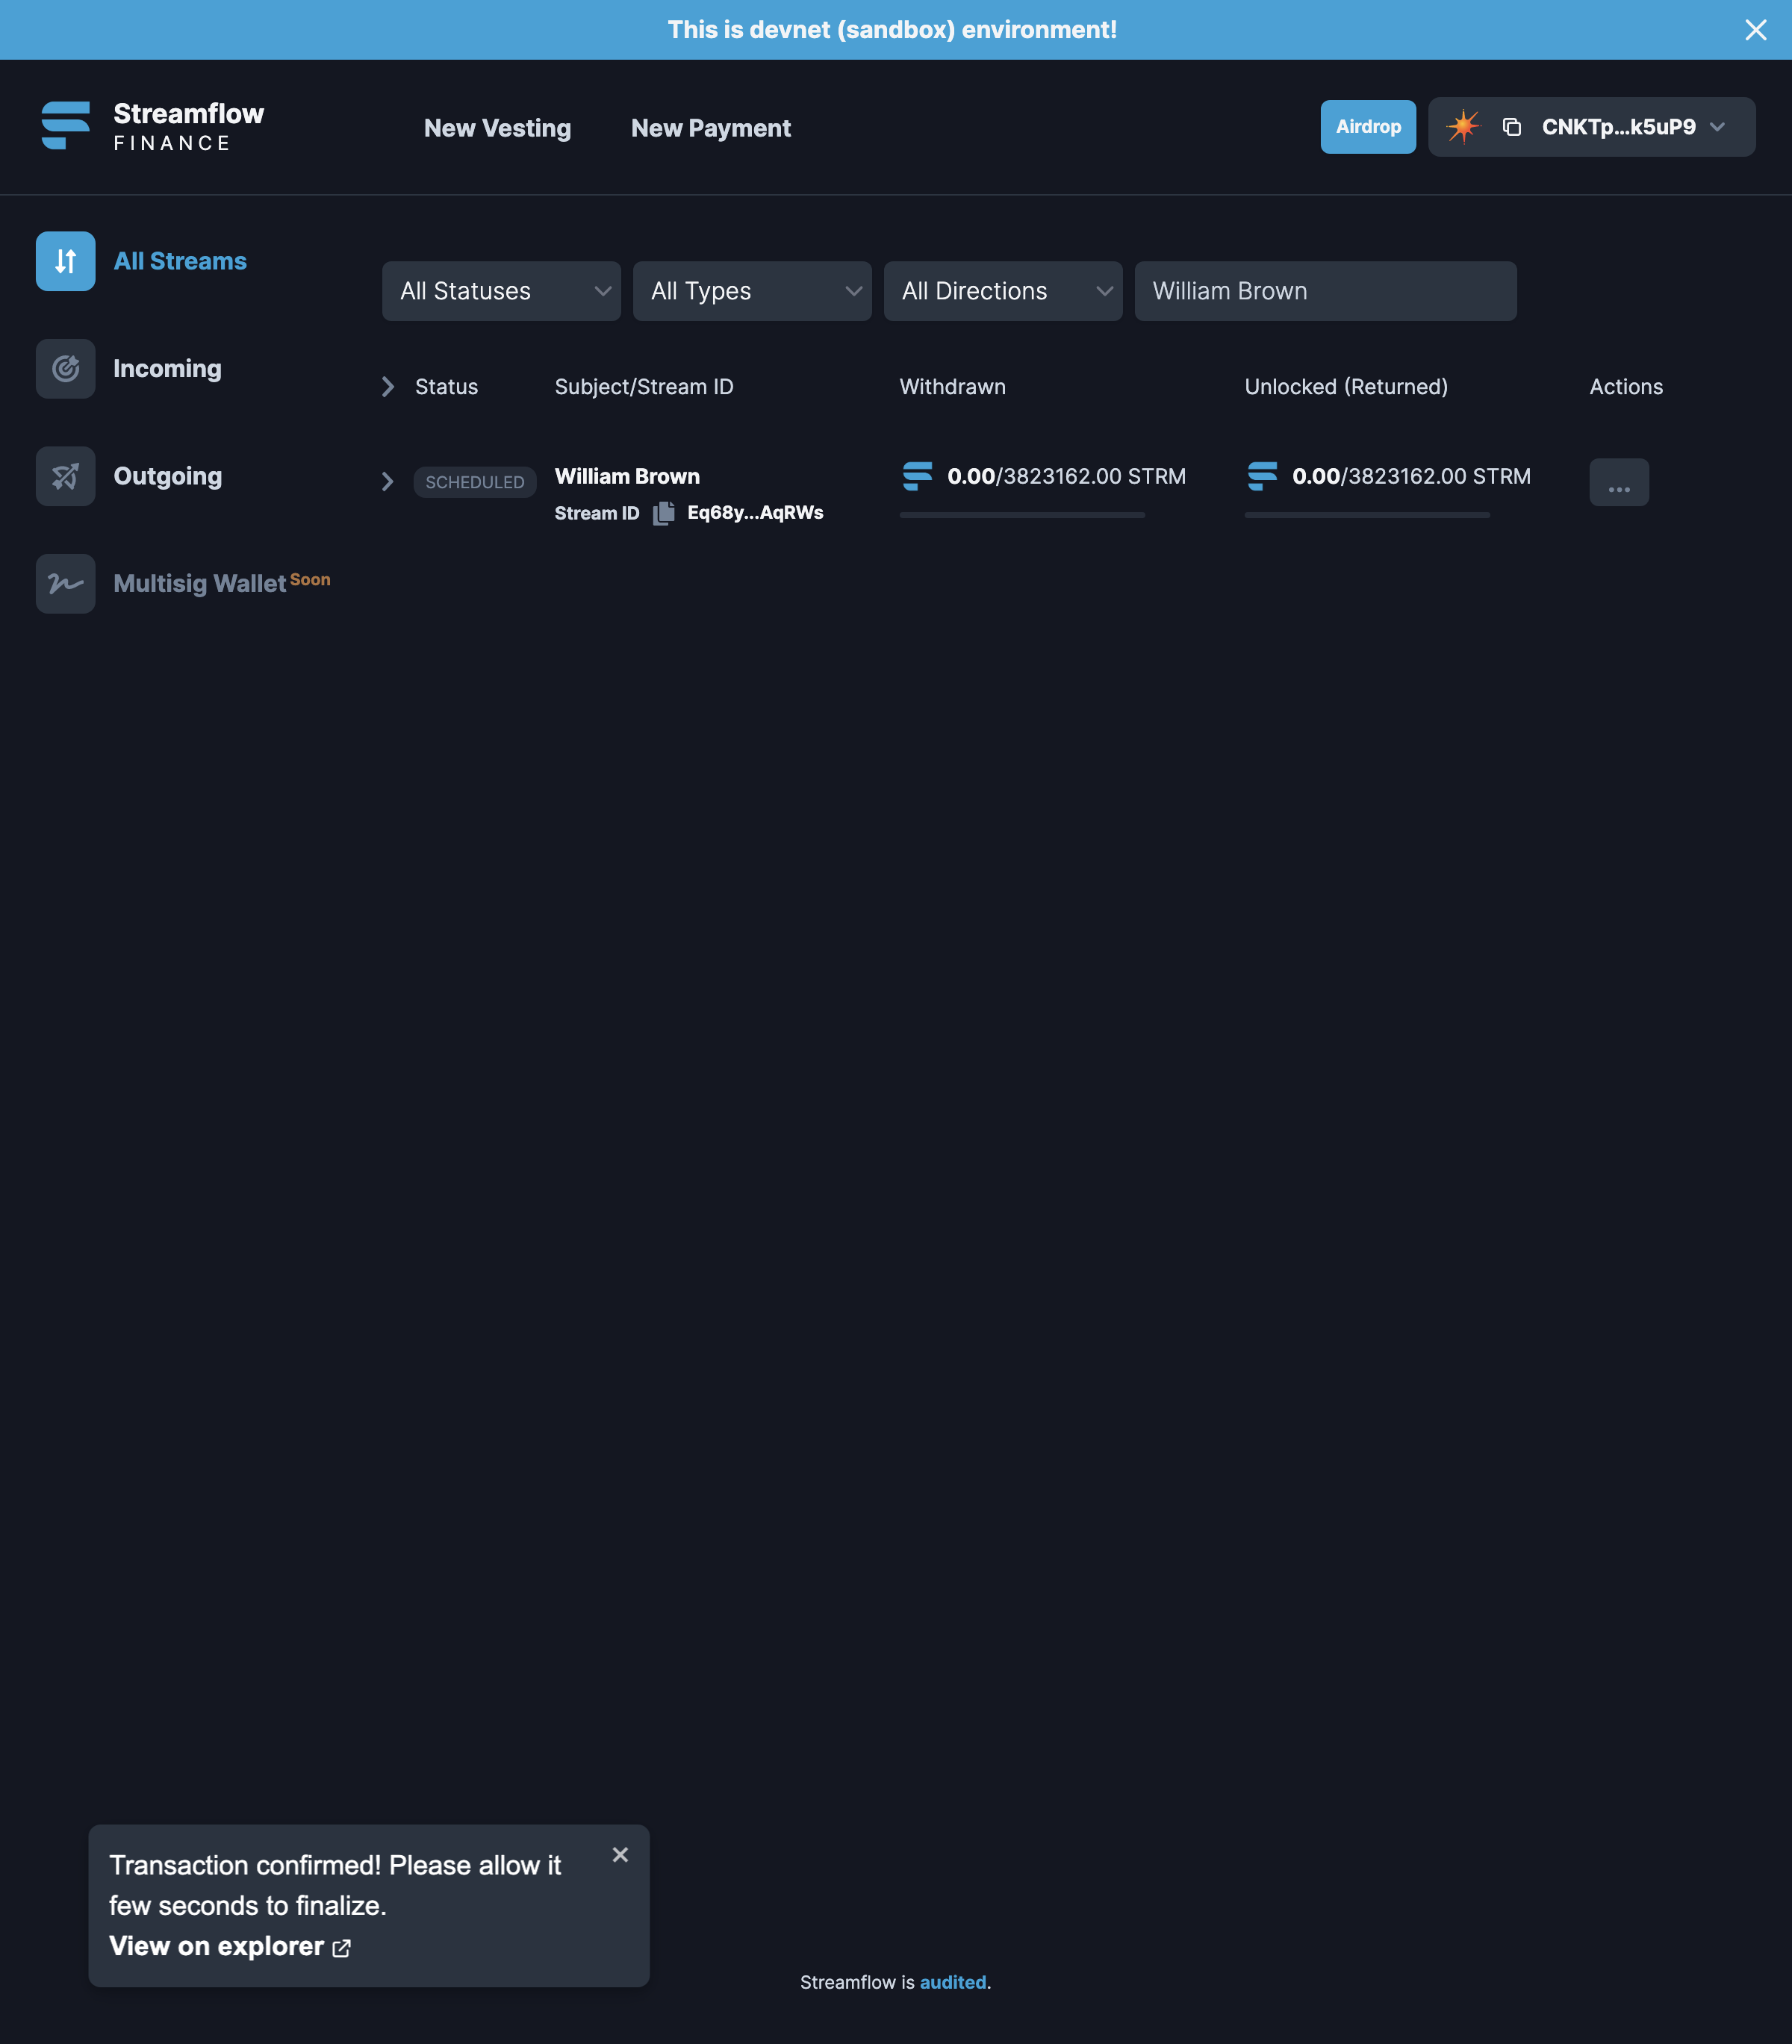 This is devnet (sandbox) environment!
Streamflow
FINANCE
New Vesting
New Payment
Airdrop
CNKTp...k5uP9
All Streams
Incoming
Outgoing
Multisig Wallet Soon
All Statuses
All Types
All Directions
William Brown
Status
Subject/Stream ID
Withdrawn
Unlocked (Returned)
Actions
SCHEDULED
William Brown
Stream ID Eq68y...AqRWs
0.00/3823162.00 STRM
0.00/3823162.00 STRM
...
Transaction confirmed! Please allow it
few seconds to finalize.
View on explorer
Streamflow is audited.